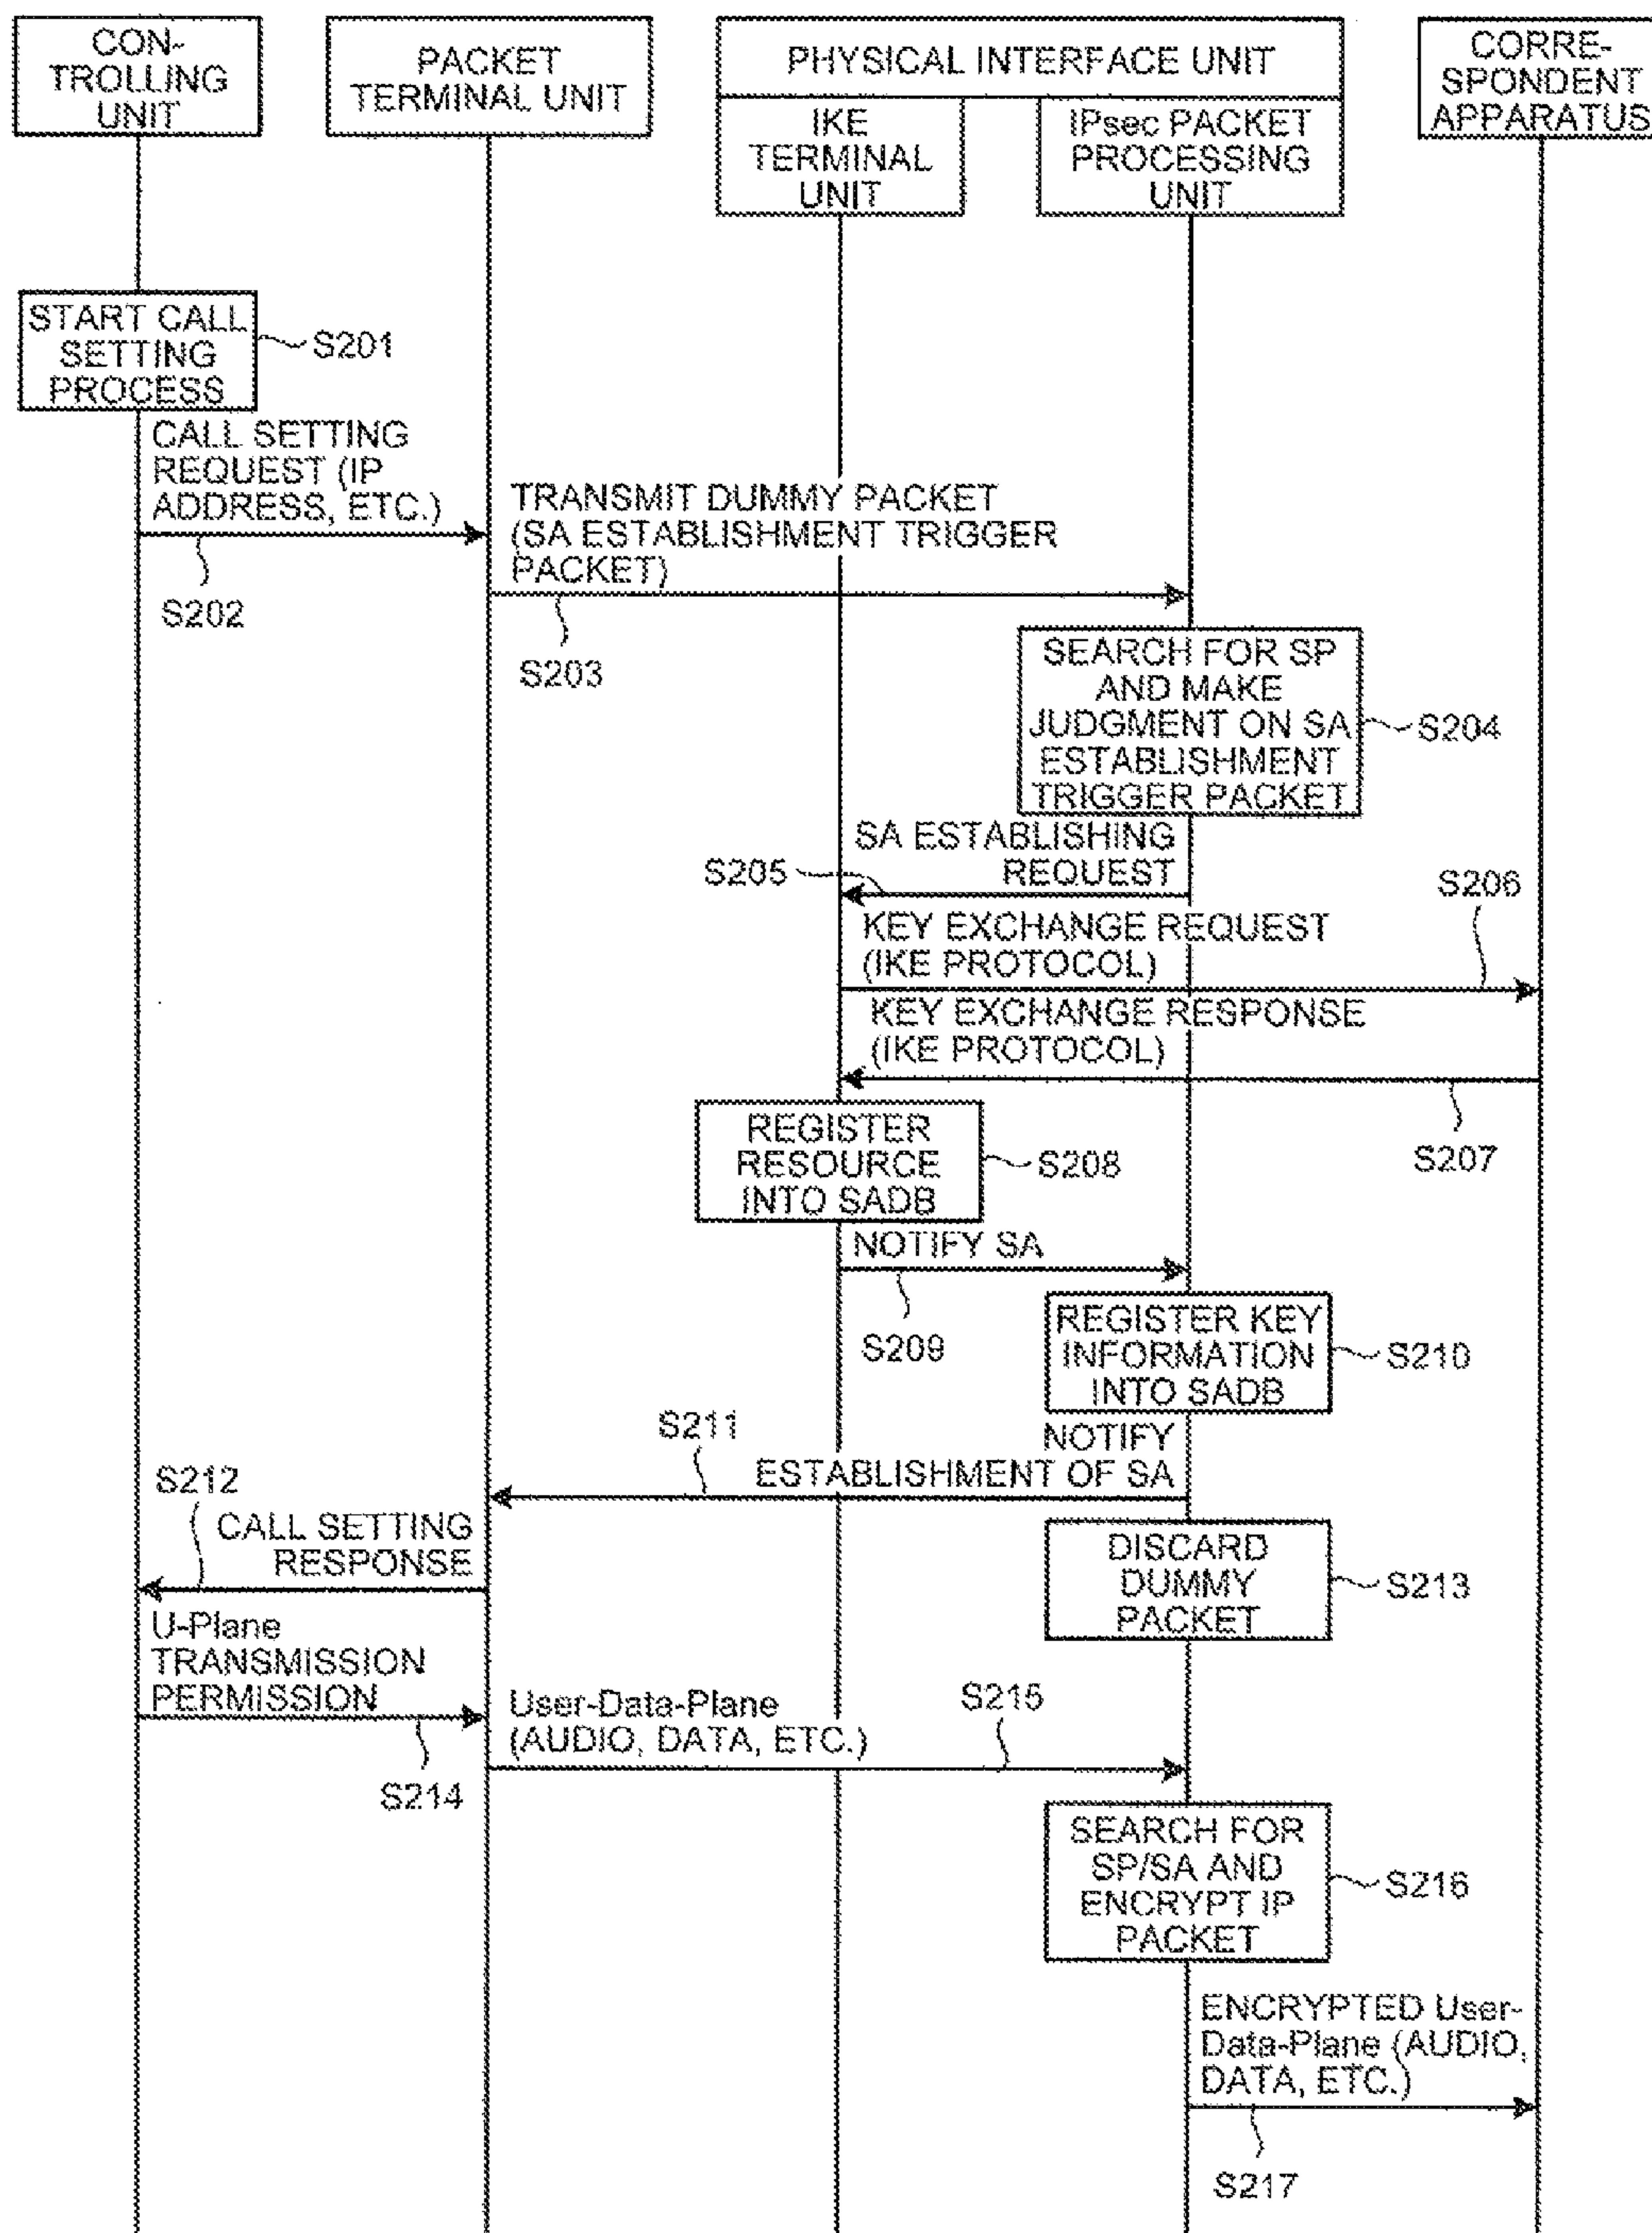 CON-
TROLLING
UNIT
PACKET
TERMINAL UNIT
PHYSICAL INTERFACE UNIT
IKE
TERMINAL
UNIT
IPsec PACKET
PROCESSING
UNIT
CORRE-
SPONDENT
APPARATUS
START CALL
SETTING
PROCESS
S201
CALL SETTING
REQUEST (IP
ADDRESS, ETC.)
S202
TRANSMIT DUMMY PACKET
(SA ESTABLISHMENT TRIGGER
PACKET)
S203
SEARCH FOR SP
AND MAKE
JUDGMENT ON SA
ESTABLISHMENT
TRIGGER PACKET
S204
SA ESTABLISHING
REQUEST
S205
KEY EXCHANGE REQUEST
(IKE PROTOCOL)
S206
KEY EXCHANGE RESPONSE
(IKE PROTOCOL)
S207
REGISTER
RESOURCE
INTO SADB
S208
NOTIFY SA
S209
REGISTER KEY
INFORMATION
INTO SADB
S210
NOTIFY
ESTABLISHMENT OF SA
S211
S212
CALL SETTING
RESPONSE
DISCARD
DUMMY
PACKET
S213
U-Plane
TRANSMISSION
PERMISSION
S214
User-Data-Plane
(AUDIO, DATA, ETC.)
S215
SEARCH FOR
SP/SA AND
ENCRYPT IP
PACKET
S216
ENCRYPTED User-
Data-Plane (AUDIO,
DATA, ETC.)
S217